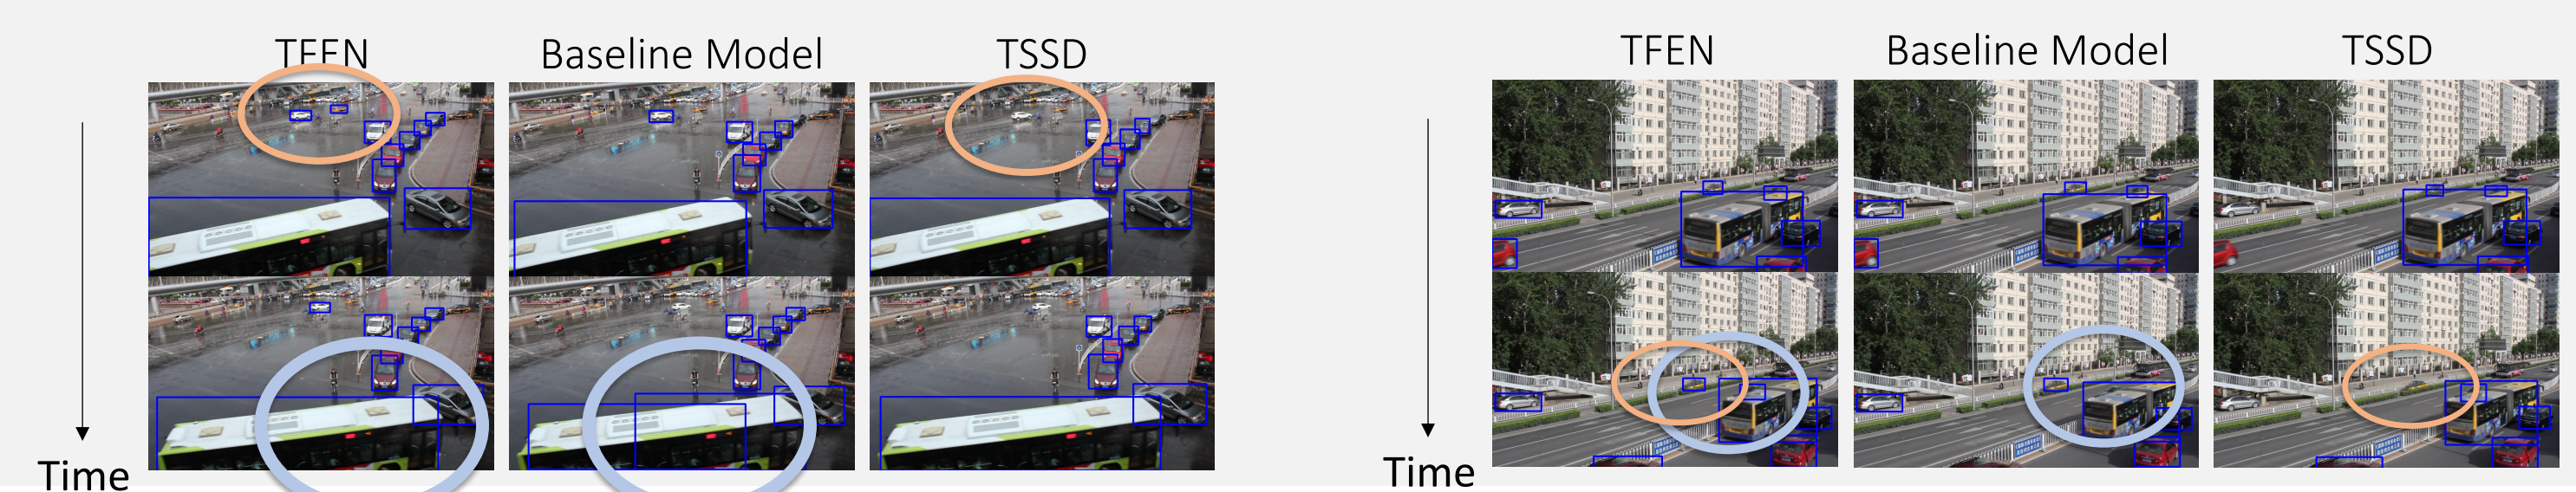 TFEN
Baseline Model
TSSD
Time
TFEN
Baseline Model
TSSD
Time